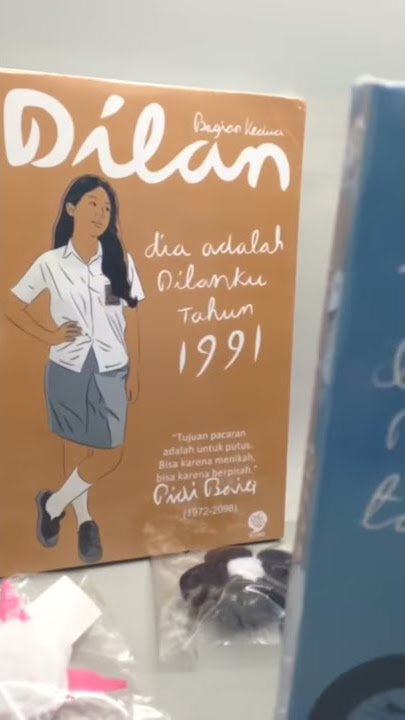 Bagian Kedua
Dilan
dia adalah
Dilanku
Tahun
1991
"Tujuan pacaran
adalah untuk putus.
Bisa karena menikah,
bisa karena berpisah."
Pidi Baiq
(1972-2098)